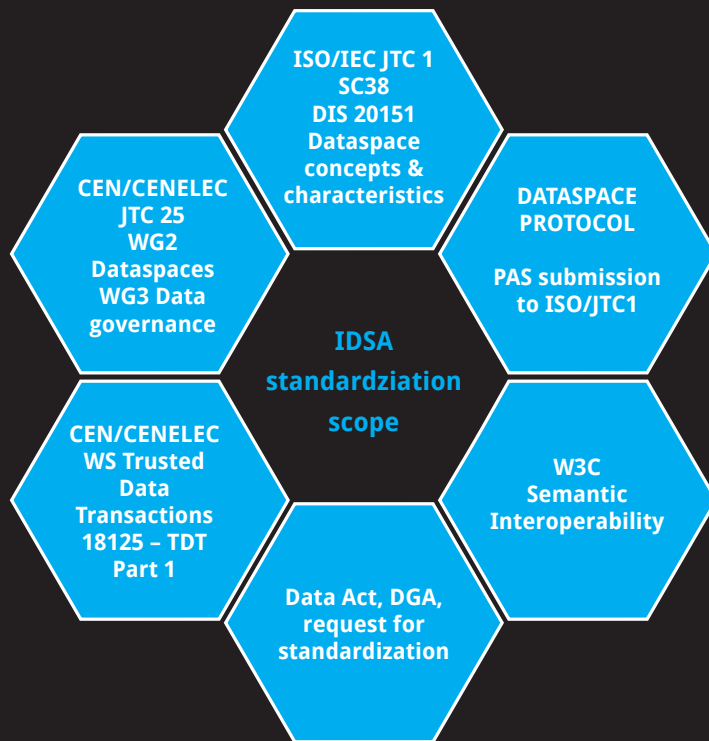 ISO/IEC JTC 1
SC38
DIS 20151
Dataspace
concepts &
characteristics
CEN/CENELEC
JTC 25
WG2
Dataspaces
WG3 Data
governance
DATASPACE
PROTOCOL
PAS submission
to ISO/JTC1
IDSA
standardziation
scope
CEN/CENELEC
WS Trusted
Data
Transactions
18125 – TDT
Part 1
W3C
Semantic
Interoperability
Data Act, DGA,
request for
standardization